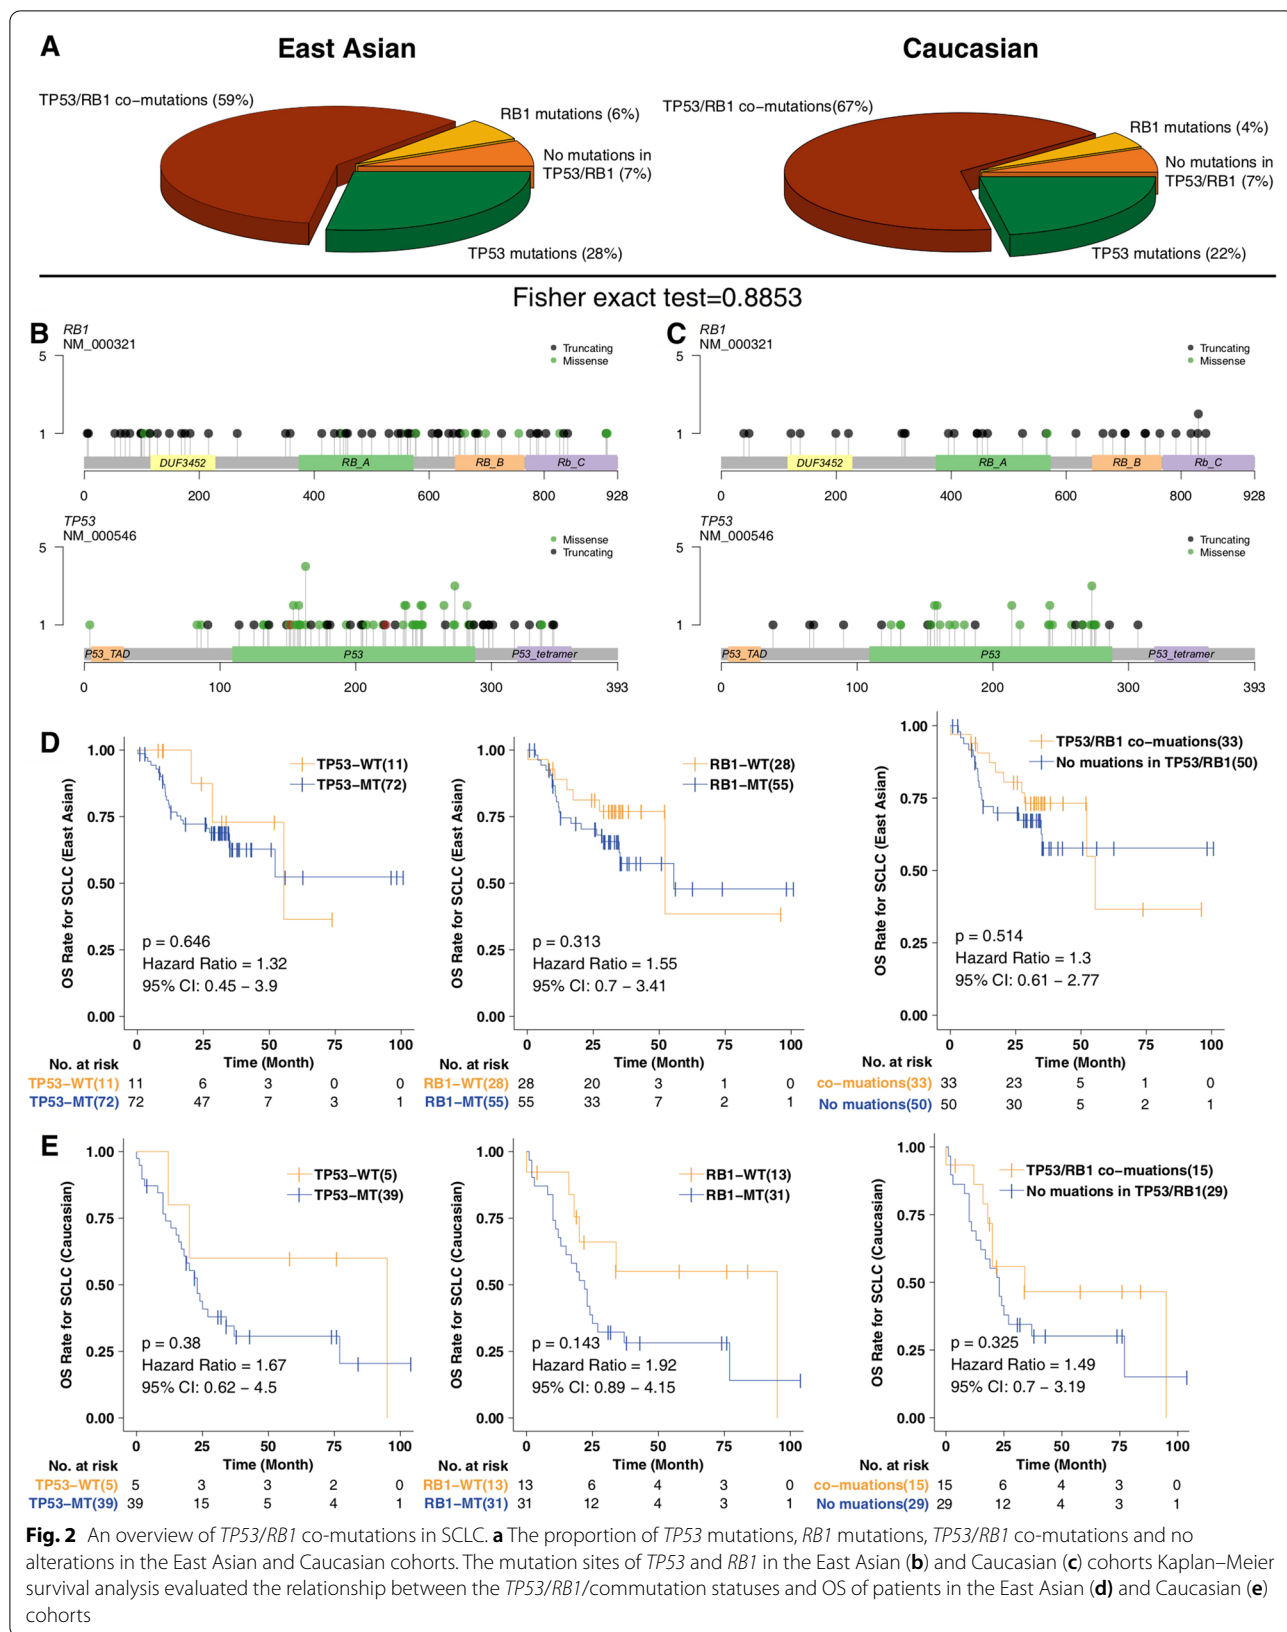 A
East Asian
Caucasian
TP53/RB1 co-mutations (59%)
RB1 mutations (6%)
No mutations in
TP53/RB1 (7%)
TP53 mutations (28%)
TP53/RB1 co-mutations(67%)
RB1 mutations (4%)
No mutations in
TP53/RB1 (7%)
TP53 mutations (22%)
Fisher exact test=0.8853
B
RB1
NM_000321
Truncating
Missense
5
1
DUF3452
RB_A
RB_B
Rb_C
0 200 400 600 800 928
TP53
NM_000546
Missense
Truncating
5
1
P53_TAD
P53
P53_tetramer
0 100 200 300 393
C
RB1
NM_000321
Truncating
Missense
5
1
DUF3452
RB_A
RB_B
Rb_C
0 200 400 600 800 928
TP53
NM_000546
Truncating
Missense
5
1
P53_TAD
P53
P53_tetramer
0 100 200 300 393
D
OS Rate for SCLC (East Asian)
1.00
0.75
0.50
0.25
0.00
TP53−WT(11)
TP53−MT(72)
p = 0.646
Hazard Ratio = 1.32
95% CI: 0.45 − 3.9
0 25 50 75 100
No. at risk Time (Month)
TP53−WT(11) 11 6 3 0 0
TP53−MT(72) 72 47 7 3 1
OS Rate for SCLC (East Asian)
1.00
0.75
0.50
0.25
0.00
RB1−WT(28)
RB1−MT(55)
p = 0.313
Hazard Ratio = 1.55
95% CI: 0.7 − 3.41
0 25 50 75 100
No. at risk Time (Month)
RB1−WT(28) 28 20 3 1 0
RB1−MT(55) 55 33 7 2 1
OS Rate for SCLC (East Asian)
1.00
0.75
0.50
0.25
0.00
TP53/RB1 co−muations(33)
No muations in TP53/RB1(50)
p = 0.514
Hazard Ratio = 1.3
95% CI: 0.61 − 2.77
0 25 50 75 100
No. at risk Time (Month)
co−muations(33) 33 23 5 1 0
No muations(50) 50 30 5 2 1
E
OS Rate for SCLC (Caucasian)
1.00
0.75
0.50
0.25
0.00
TP53−WT(5)
TP53−MT(39)
p = 0.38
Hazard Ratio = 1.67
95% CI: 0.62 − 4.5
0 25 50 75 100
No. at risk Time (Month)
TP53−WT(5) 5 3 3 2 0
TP53−MT(39) 39 15 5 4 1
OS Rate for SCLC (Caucasian)
1.00
0.75
0.50
0.25
0.00
RB1−WT(13)
RB1−MT(31)
p = 0.143
Hazard Ratio = 1.92
95% CI: 0.89 − 4.15
0 25 50 75 100
No. at risk Time (Month)
RB1−WT(13) 13 6 4 3 0
RB1−MT(31) 31 12 4 3 1
OS Rate for SCLC (Caucasian)
1.00
0.75
0.50
0.25
0.00
TP53/RB1 co−muations(15)
No muations in TP53/RB1(29)
p = 0.325
Hazard Ratio = 1.49
95% CI: 0.7 − 3.19
0 25 50 75 100
No. at risk Time (Month)
co−muations(15) 15 6 4 3 0
No muations(29) 29 12 4 3 1
Fig. 2 An overview of TP53/RB1 co-mutations in SCLC. a The proportion of TP53 mutations, RB1 mutations, TP53/RB1 co-mutations and no
alterations in the East Asian and Caucasian cohorts. The mutation sites of TP53 and RB1 in the East Asian (b) and Caucasian (c) cohorts Kaplan–Meier
survival analysis evaluated the relationship between the TP53/RB1/commutation statuses and OS of patients in the East Asian (d) and Caucasian (e)
cohorts